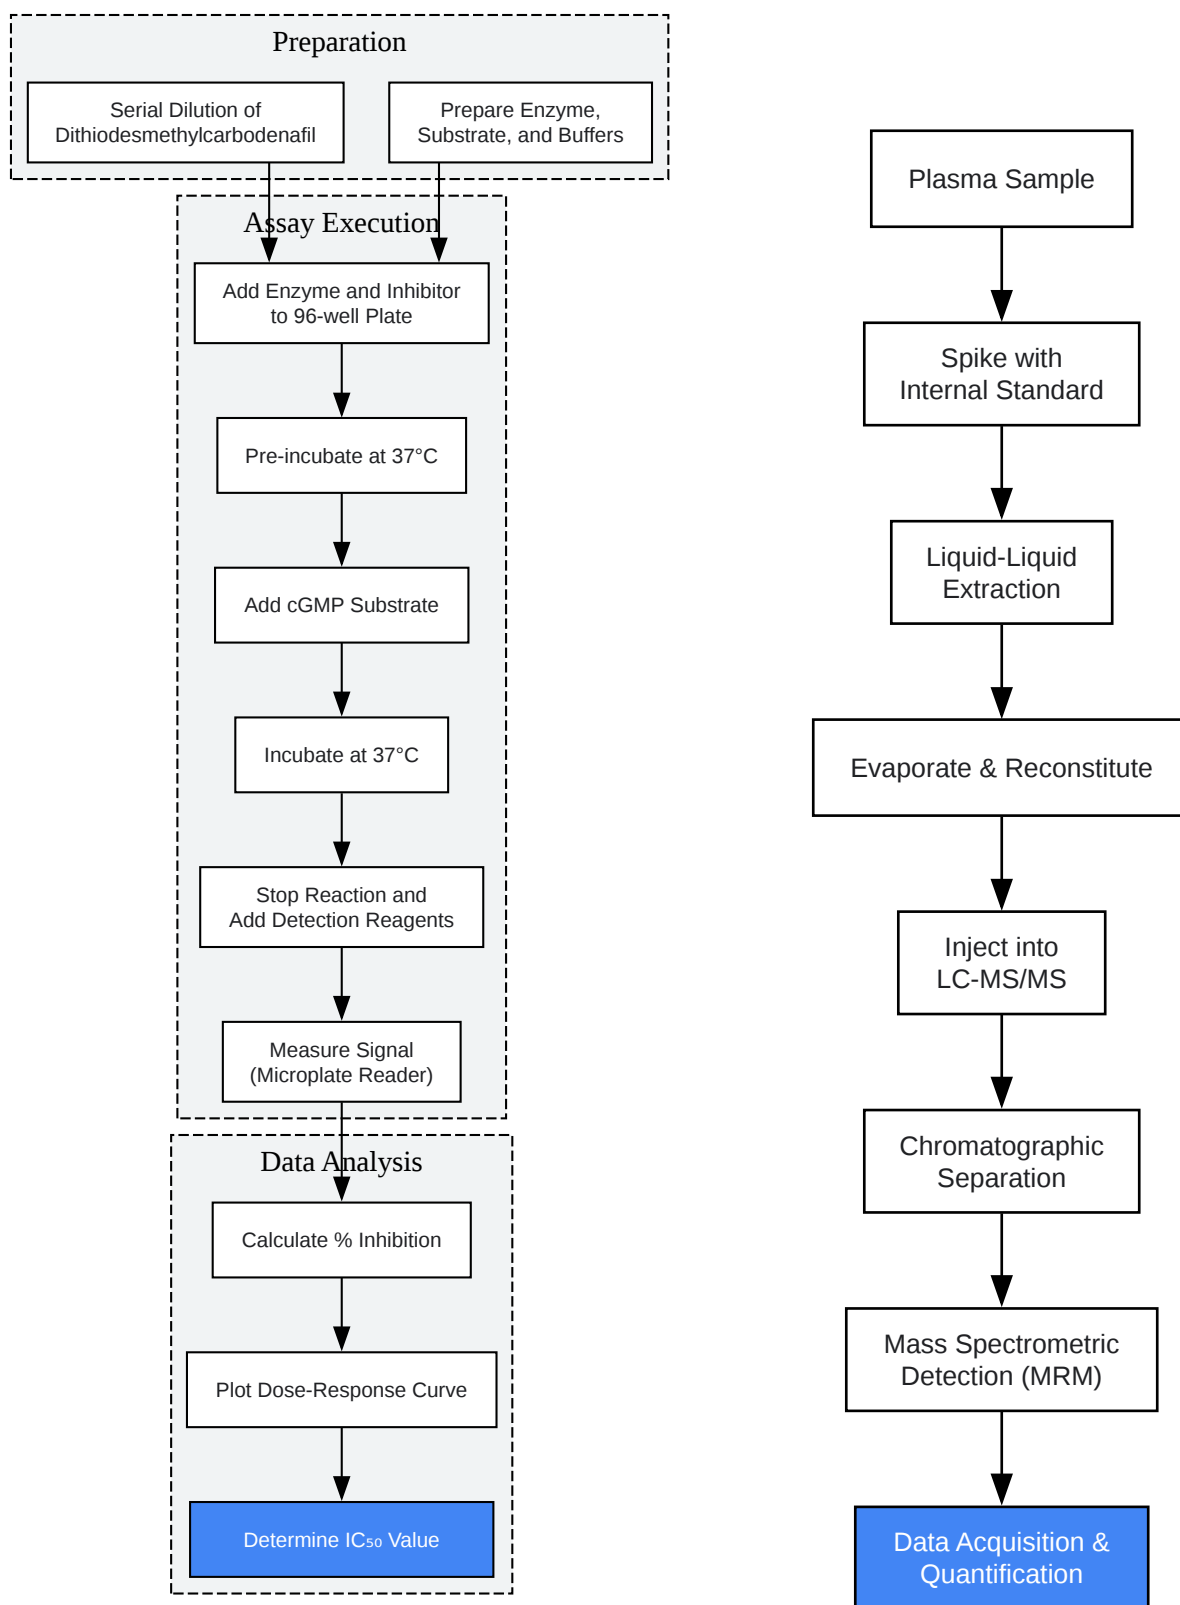 Preparation
Serial Dilution of
Dithiodesmethylcarbodenafil
Prepare Enzyme,
Substrate, and Buffers
Assay Execution
Add Enzyme and Inhibitor
to 96-well Plate
Pre-incubate at 37°C
Add cGMP Substrate
Incubate at 37°C
Stop Reaction and
Add Detection Reagents
Measure Signal
(Microplate Reader)
Data Analysis
Calculate % Inhibition
Plot Dose-Response Curve
Determine IC₅₀ Value
Plasma Sample
Spike with
Internal Standard
Liquid-Liquid
Extraction
Evaporate & Reconstitute
Inject into
LC-MS/MS
Chromatographic
Separation
Mass Spectrometric
Detection (MRM)
Data Acquisition &
Quantification